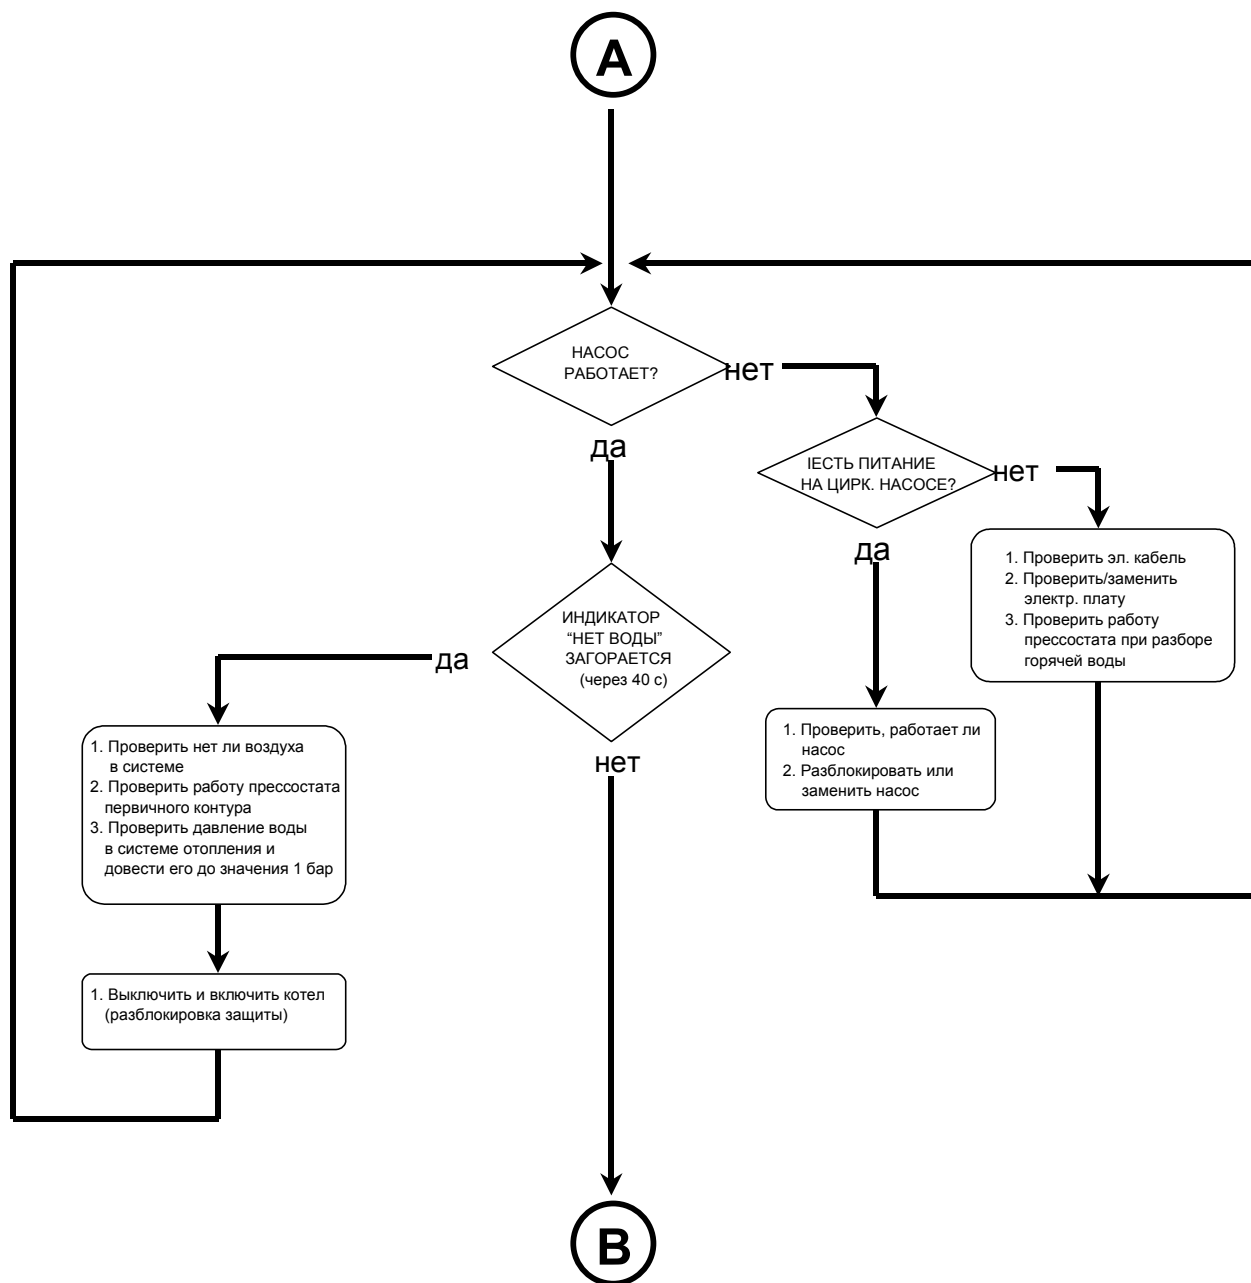 A
НАСОС
РАБОТАЕТ?
нет
да
IЕСТЬ ПИТАНИЕ
НА ЦИРК. НАСОСЕ?
нет
да
1. Проверить эл. кабель
2. Проверить/заменить
электр. плату
3. Проверить работу
прессостата при разборе
горячей воды
ИНДИКАТОР
“НЕТ ВОДЫ”
ЗАГОРАЕТСЯ
(через 40 с)
да
нет
1. Проверить нет ли воздуха
в системе
2. Проверить работу прессостата
первичного контура
3. Проверить давление воды
в системе отопления и
довести его до значения 1 бар
1. Проверить, работает ли
насос
2. Разблокировать или
заменить насос
1. Выключить и включить котел
(разблокировка защиты)
B